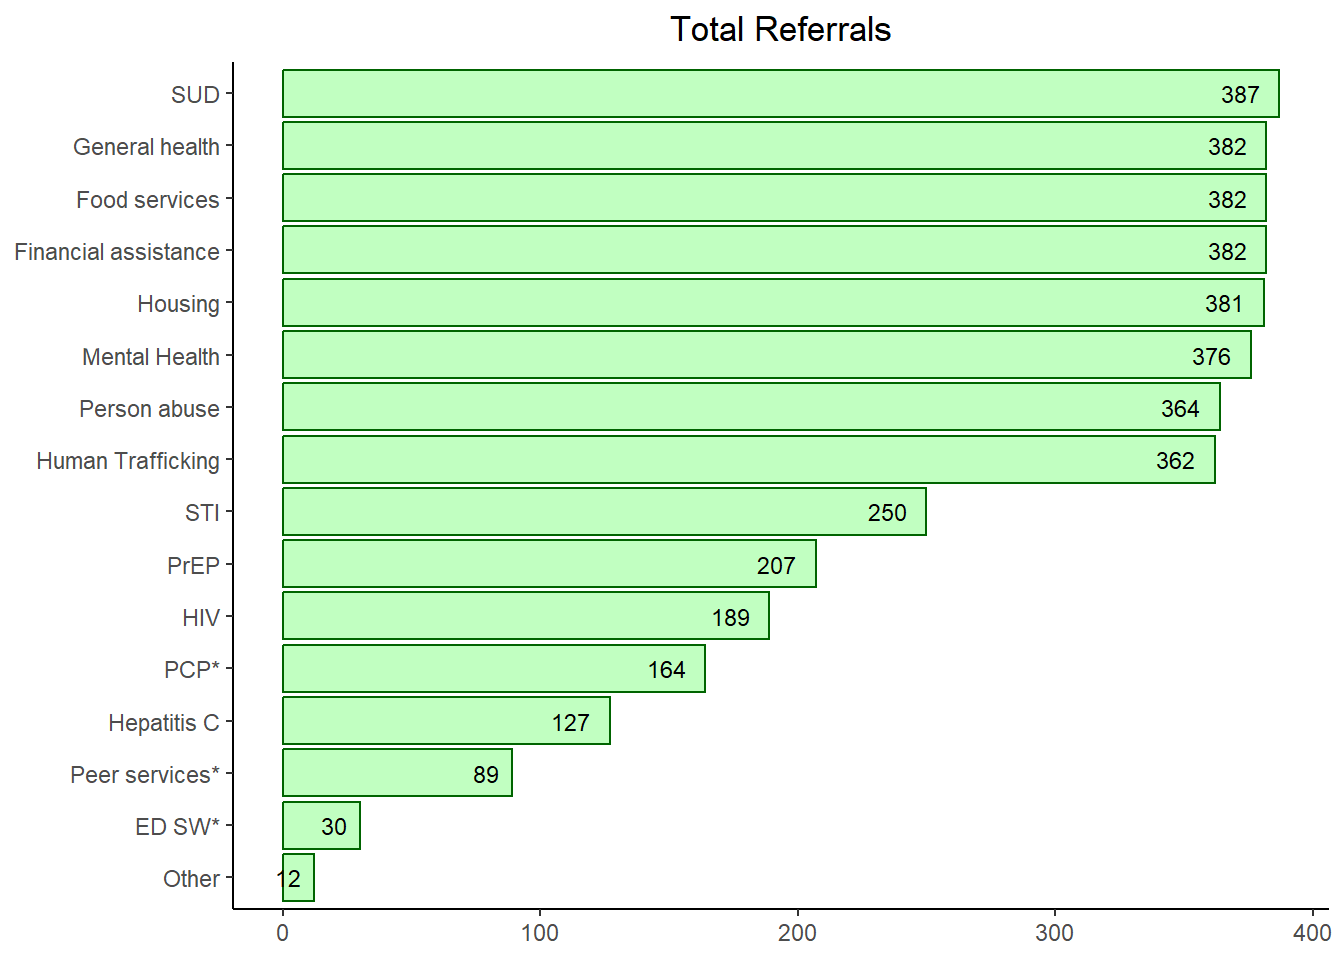 Total Referrals
SUD 387
General health 382
Food services 382
Financial assistance 382
Housing 381
Mental Health 376
Person abuse 364
Human Trafficking 362
STI 250
PrEP 207
HIV 189
PCP* 164
Hepatitis C 127
Peer services* 89
ED SW* 30
Other 12
0 100 200 300 400